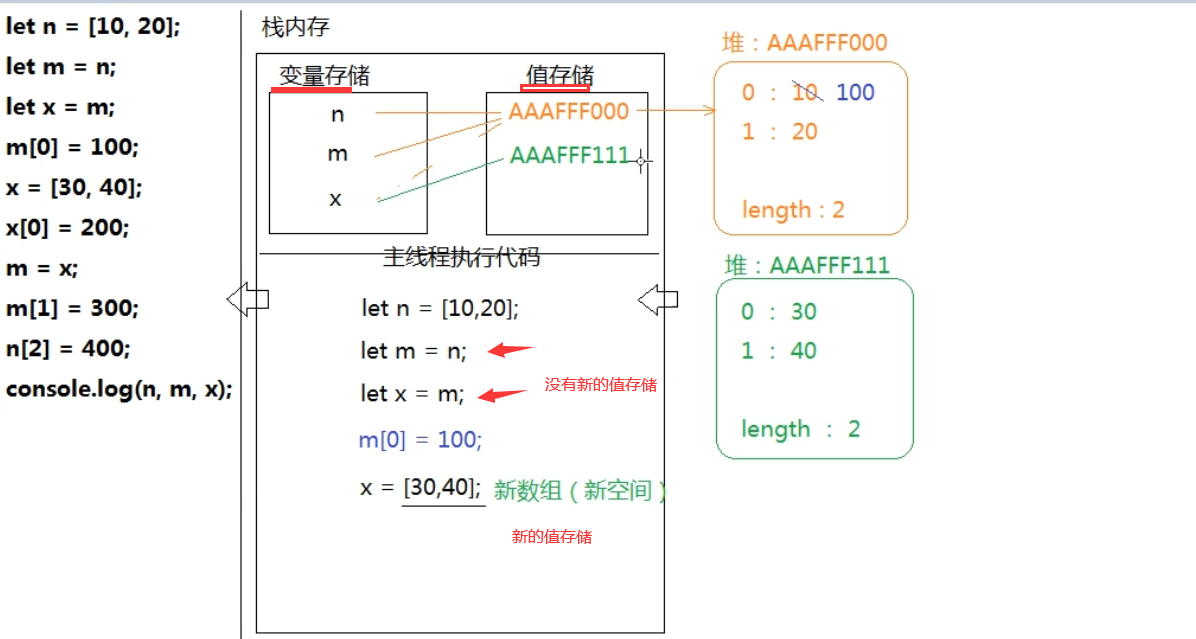 let n = [10, 20];
let m = n;
let x = m;
m[0] = 100;
x = [30, 40];
x[0] = 200;
m = x;
m[1] = 300;
n[2] = 400;
console.log(n, m, x);
栈内存
变量存储
值存储
n
m
x
AAAFFF000
AAAFFF111
主线程执行代码
let n = [10,20];
let m = n;
let x = m;
没有新的值存储
m[0] = 100;
x = [30,40]; 新数组（新空间）
新的值存储
堆：AAAFFF000
0 : 10 100
1 : 20
length : 2
堆：AAAFFF111
0 : 30
1 : 40
length : 2